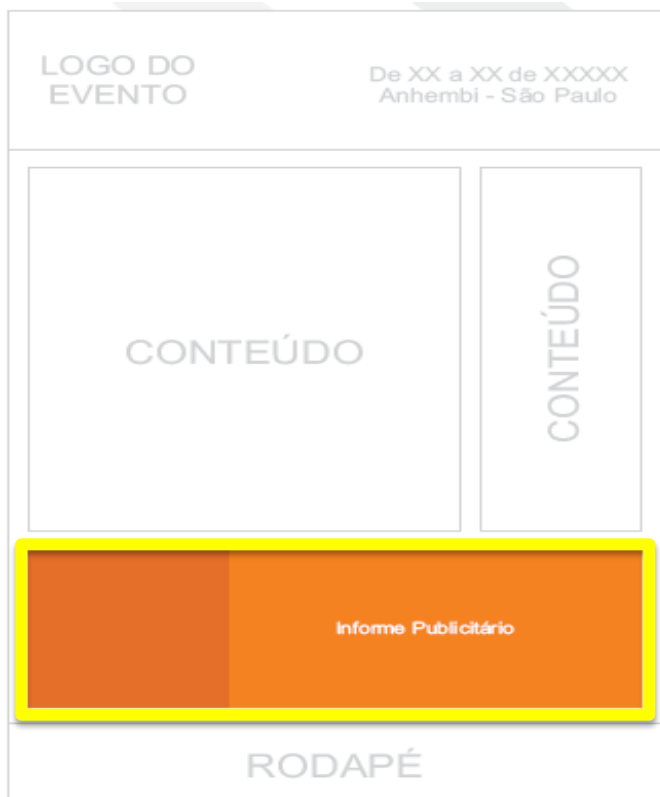 LOGO DO
EVENTO
De XX a XX de XXXXX
Anhembi - São Paulo
CONTEÚDO
CONTEÚDO
Informe Publicitário
RODAPÉ